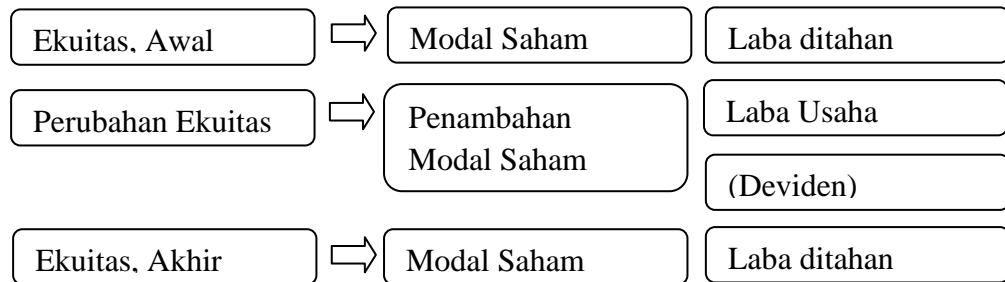 Ekuitas, Awal
Modal Saham
Laba ditahan
Perubahan Ekuitas
Penambahan
Modal Saham
Laba Usaha
(Deviden)
Ekuitas, Akhir
Modal Saham
Laba ditahan